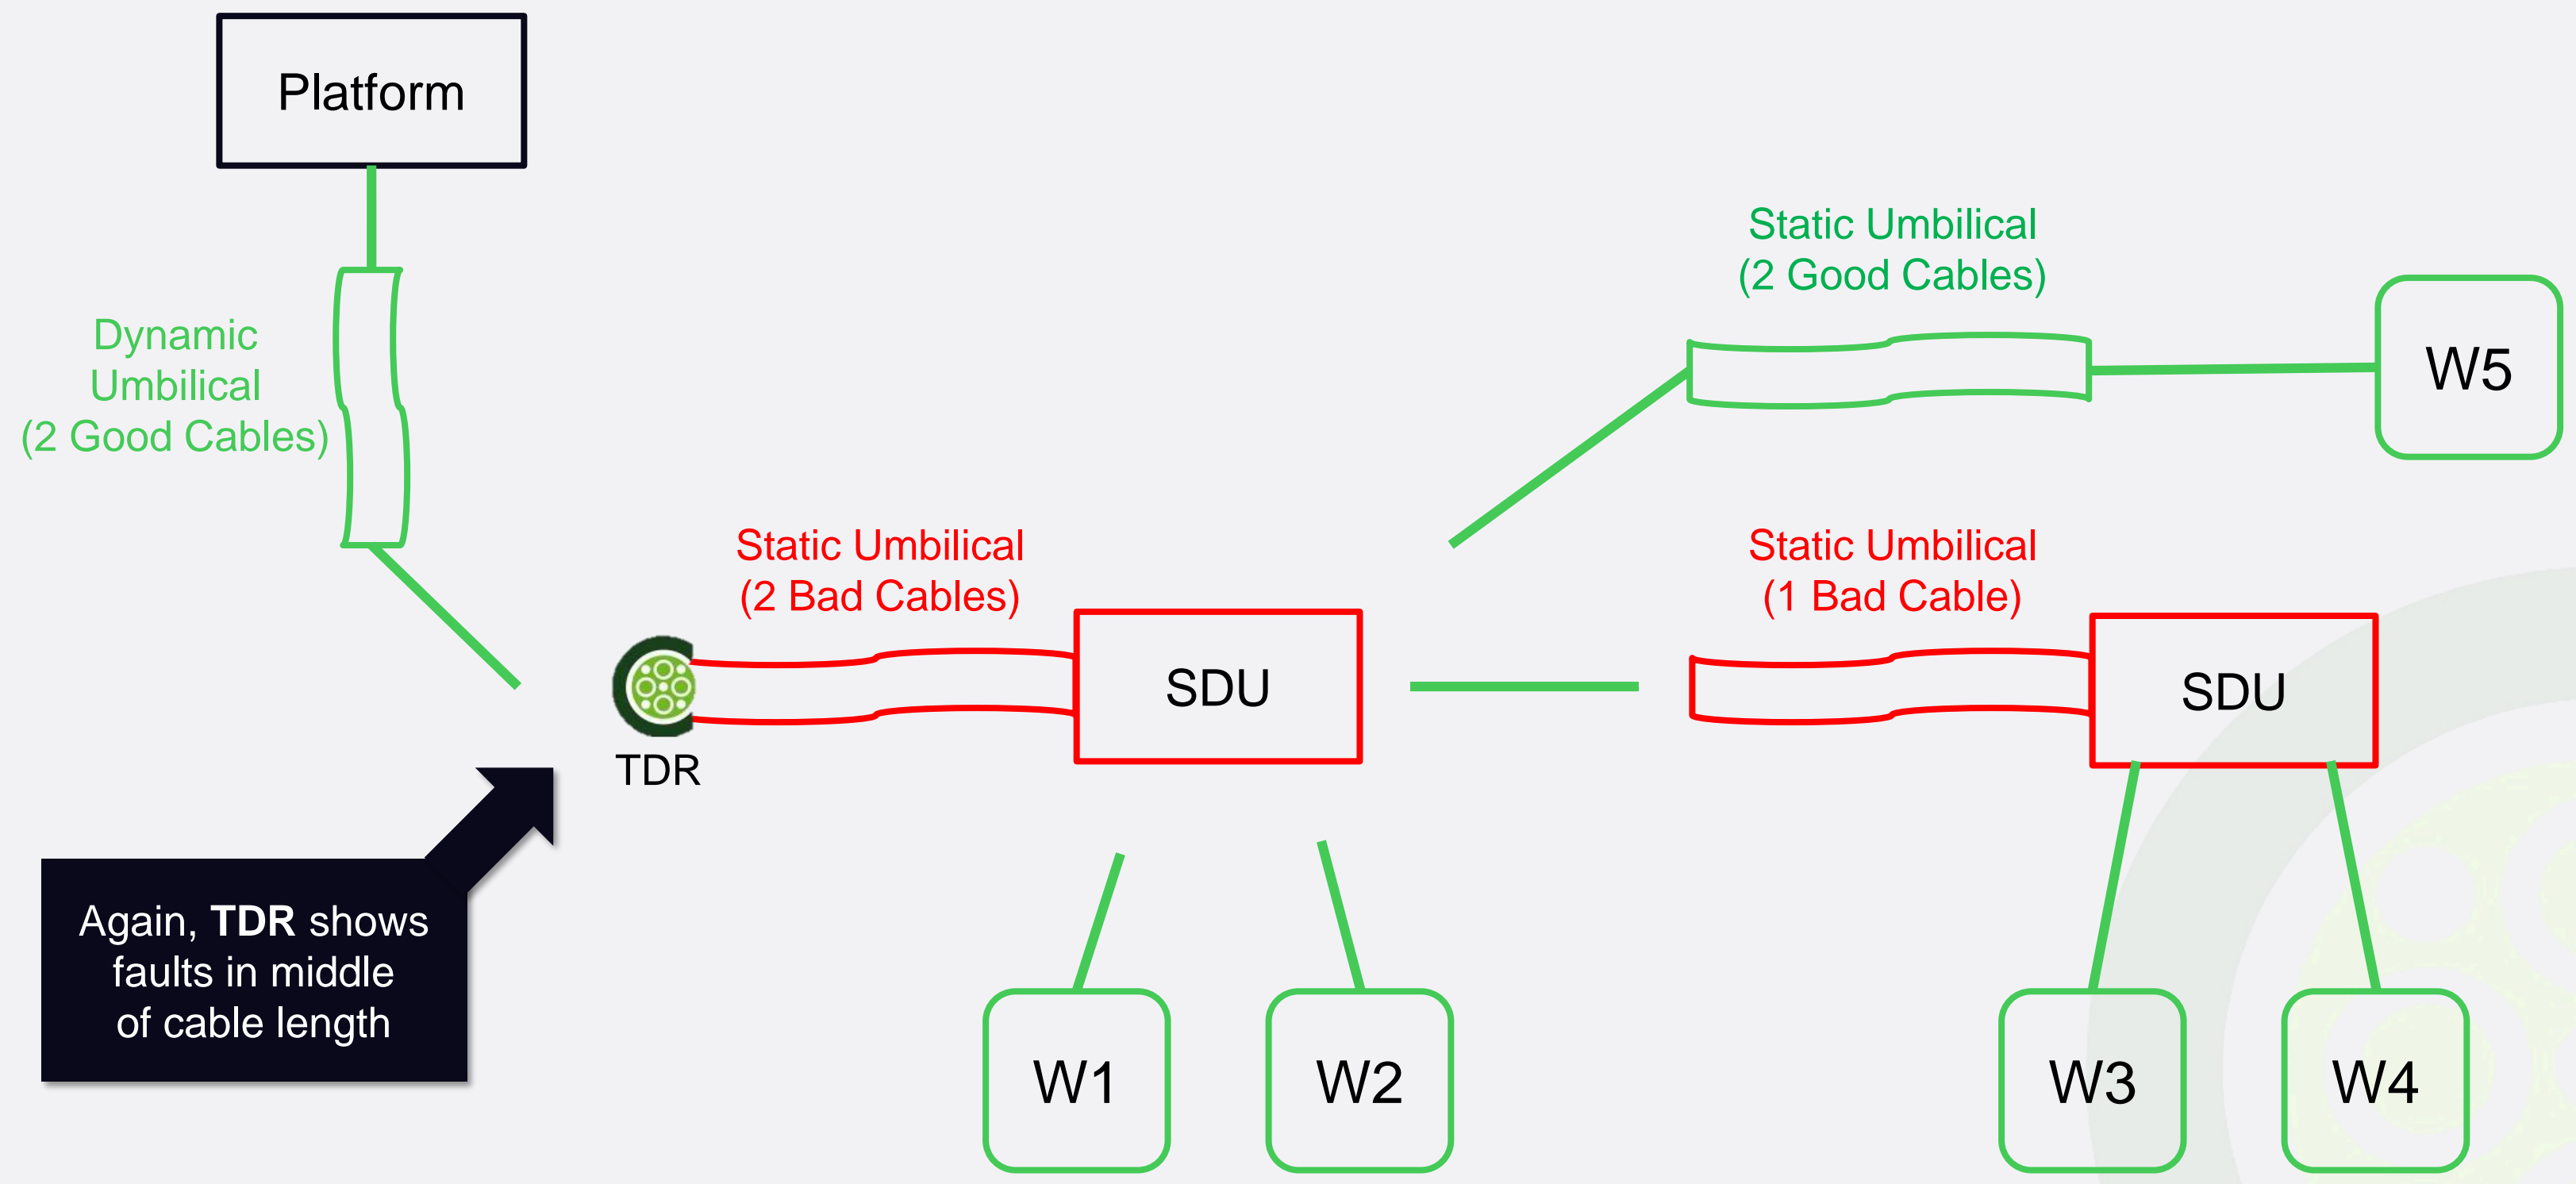 Platform
Dynamic
Umbilical
(2 Good Cables)
Static Umbilical
(2 Good Cables)
W5
Static Umbilical
(2 Bad Cables)
Static Umbilical
(1 Bad Cable)
SDU
SDU
TDR
Again, TDR shows
faults in middle
of cable length
W1
W2
W3
W4